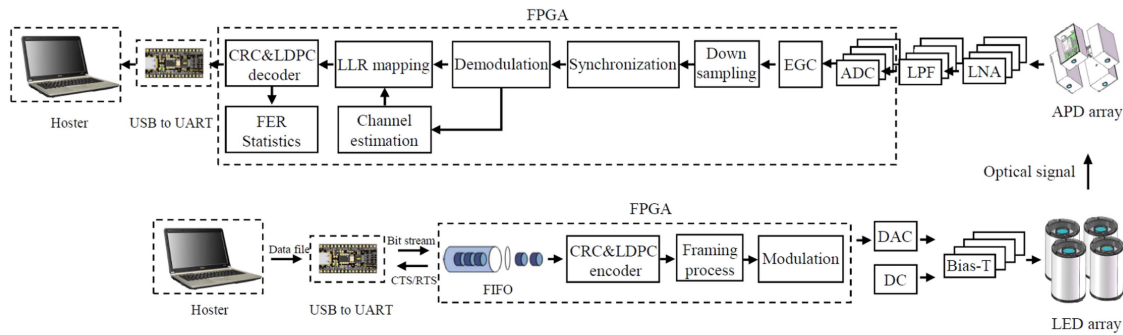 FPGA
CRC&LDPC
decoder
LLR mapping
Demodulation
Synchronization
Down
sampling
EGC
ADC
LPF
LNA
APD array
Hoster
USB to UART
FER
Statistics
Channel
estimation
Optical signal
FPGA
Data file
Bit stream
CTS/RTS
FIFO
CRC&LDPC
encoder
Framing
process
Modulation
DAC
DC
Bias-T
Hoster
USB to UART
LED array